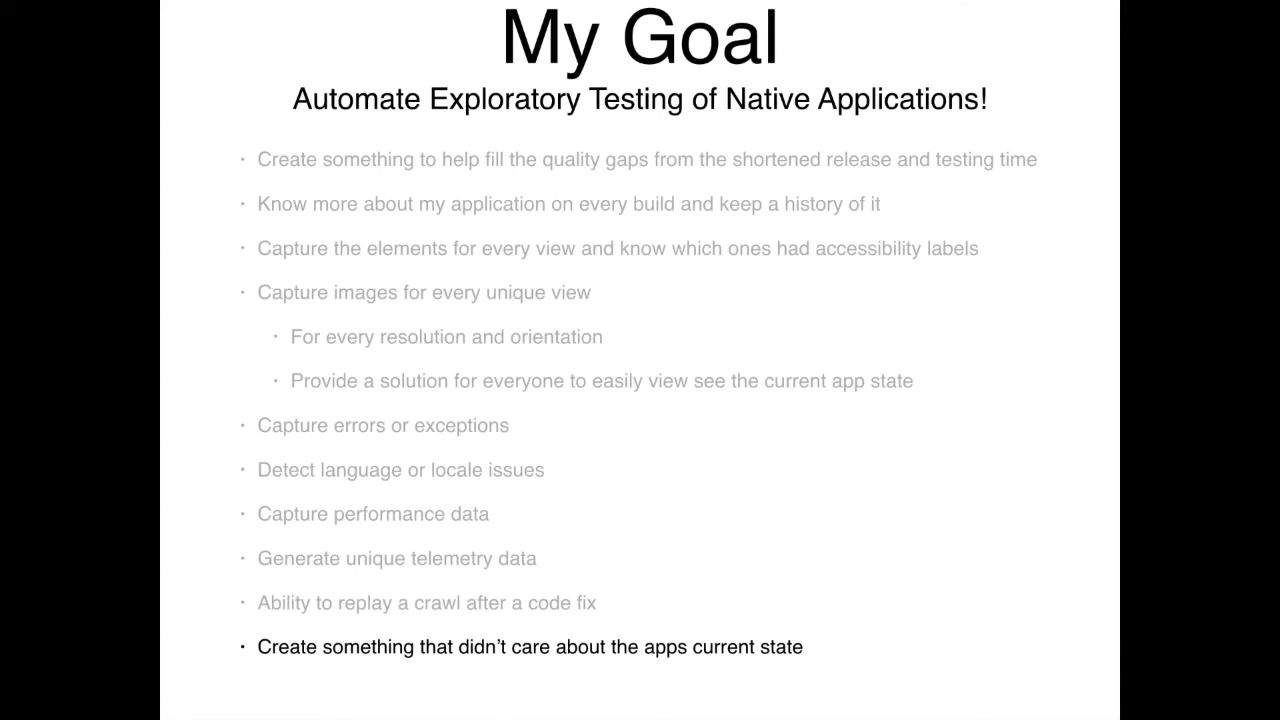 My Goal
Automate Exploratory Testing of Native Applications!
· Create something to help fill the quality gaps from the shortened release and testing time
· Know more about my application on every build and keep a history of it
· Capture the elements for every view and know which ones had accessibility labels
· Capture images for every unique view
· For every resolution and orientation
· Provide a solution for everyone to easily view see the current app state
· Capture errors or exceptions
· Detect language or locale issues
· Capture performance data
· Generate unique telemetry data
· Ability to replay a crawl after a code fix
· Create something that didn’t care about the apps current state